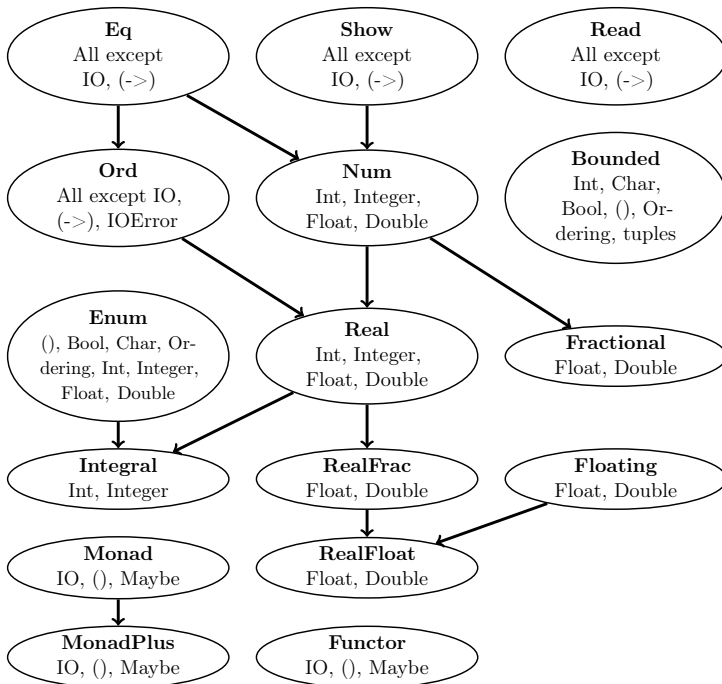 Eq
All except
IO, (->)
Show
All except
IO, (->)
Read
All except
IO, (->)
Ord
All except IO,
(->), IOError
Num
Int, Integer,
Float, Double
Bounded
Int, Char,
Bool, (), Or-
dering, tuples
Enum
(), Bool, Char, Or-
dering, Int, Integer,
Float, Double
Real
Int, Integer,
Float, Double
Fractional
Float, Double
Integral
Int, Integer
RealFrac
Float, Double
Floating
Float, Double
Monad
IO, (), Maybe
RealFloat
Float, Double
MonadPlus
IO, (), Maybe
Functor
IO, (), Maybe